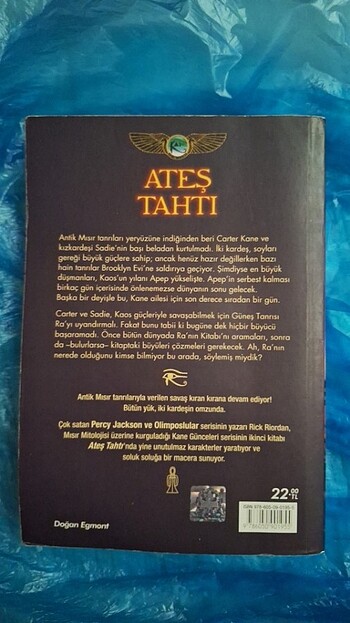 ATEŞ
TAHTI
Antik Mısır tanrıları yeryüzüne indiğinden beri Carter Kane ve
kızkardeşi Sadie'nin başı beladan kurtulmadı. İki kardeş, soyları
gereği büyük güçlere sahip; ancak henüz hazır değillerken bazı
hain tanrılar Brooklyn Evi'ne saldırıya geçiyor. Şimdiyse en büyük
düşmanları, Kaos'un yılanı Apep yükselişte. Apep'in serbest kalması
birkaç gün içerisinde önlenemezse dünyanın sonu gelecek.
Başka bir deyişle bu, Kane ailesi için son derece sıradan bir gün.
Carter ve Sadie, Kaos güçleriyle savaşabilmek için Güneş Tanrısı
Ra'yı uyandırmalı. Fakat bunu tabii ki bugüne dek hiçbir büyücü
başaramadı. Önce bütün dünyada Ra'nın Kitabı'nı aramaları, sonra
da –bulurlarsa– kitaptaki büyüleri çözmeleri gerekecek. Ah, Ra'nın
nerede olduğunu kimse bilmiyor bu arada, söylemiş miydik?
Antik Mısır tanrılarıyla verilen savaş kıran kırana devam ediyor!
Bütün yük, iki kardeşin omzunda.
Çok satan Percy Jackson ve Olimposlular serisinin yazarı Rick Riordan,
Mısır Mitolojisi üzerine kurguladığı Kane Günceleri serisinin ikinci kitabı
Ateş Tahtı'nda yine unutulmaz karakterler yaratıyor ve
soluk soluğa bir macera sunuyor.
22.00
TL
Doğan Egmont